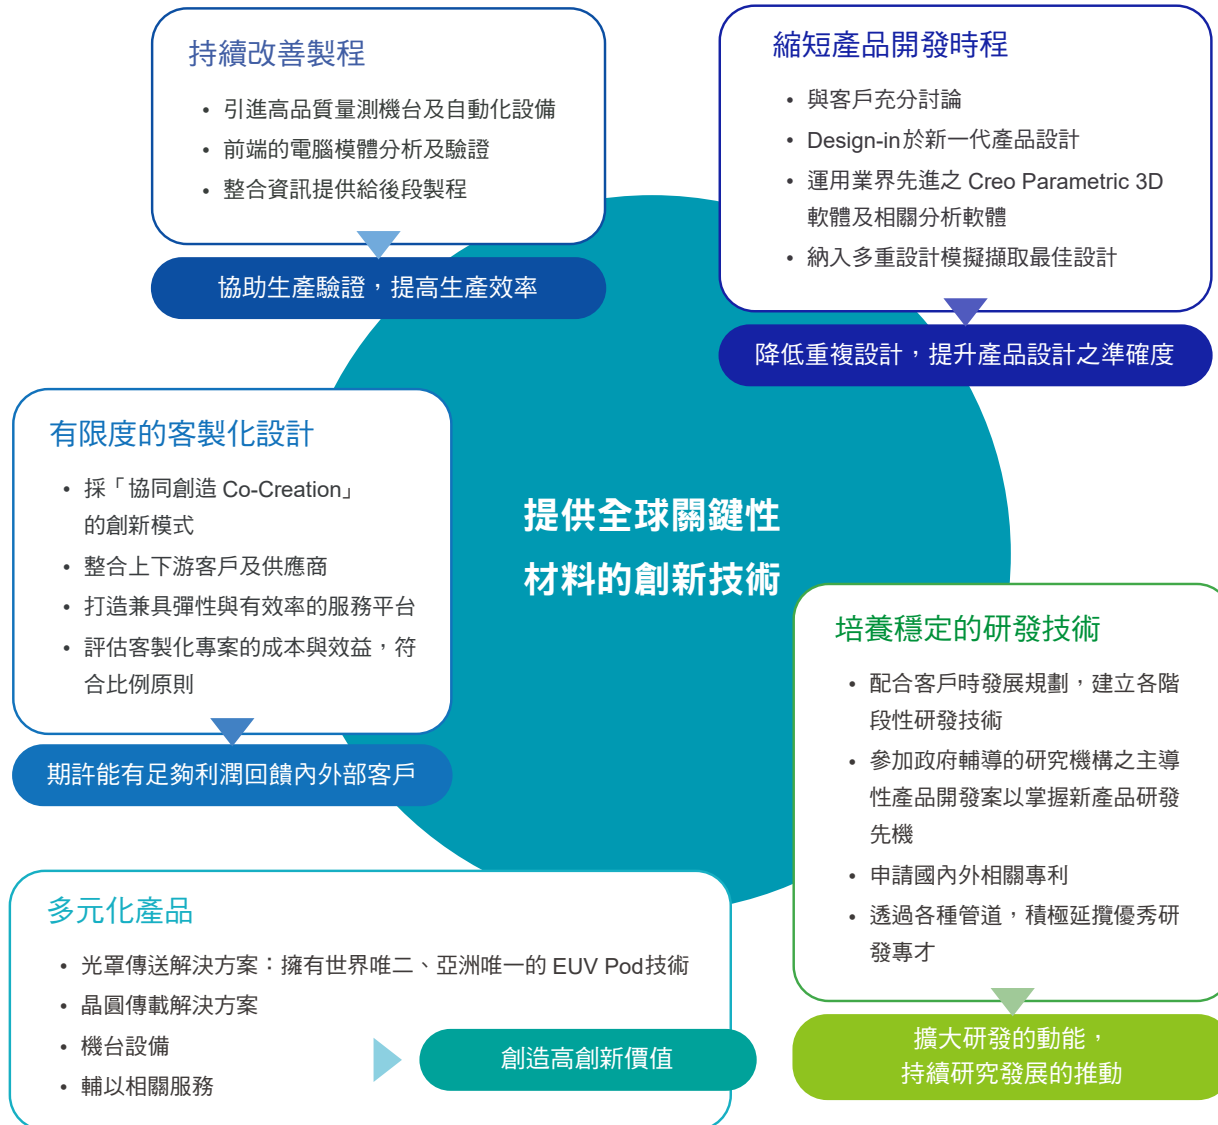 持續改善製程
• 引進高品質量測機台及自動化設備
• 前端的電腦模體分析及驗證
• 整合資訊提供給後段製程
協助生產驗證，提高生產效率
縮短產品開發時程
• 與客戶充分討論
• Design-in於新一代產品設計
• 運用業界先進之 Creo Parametric 3D
軟體及相關分析軟體
• 納入多重設計模擬擷取最佳設計
降低重複設計，提升產品設計之準確度
有限度的客製化設計
• 採「協同創造 Co-Creation」
的創新模式
• 整合上下游客戶及供應商
• 打造兼具彈性與有效率的服務平台
• 評估客製化專案的成本與效益，符
合比例原則
期許能有足夠利潤回饋內外部客戶
提供全球關鍵性
材料的創新技術
培養穩定的研發技術
• 配合客戶時發展規劃，建立各階
段性研發技術
• 參加政府輔導的研究機構之主導
性產品開發案以掌握新產品研發
先機
• 申請國內外相關專利
• 透過各種管道，積極延攬優秀研
發專才
擴大研發的動能，
持續研究發展的推動
多元化產品
• 光罩傳送解決方案：擁有世界唯二、亞洲唯一的 EUV Pod技術
• 晶圓傳載解決方案
• 機台設備
• 輔以相關服務
創造高創新價值